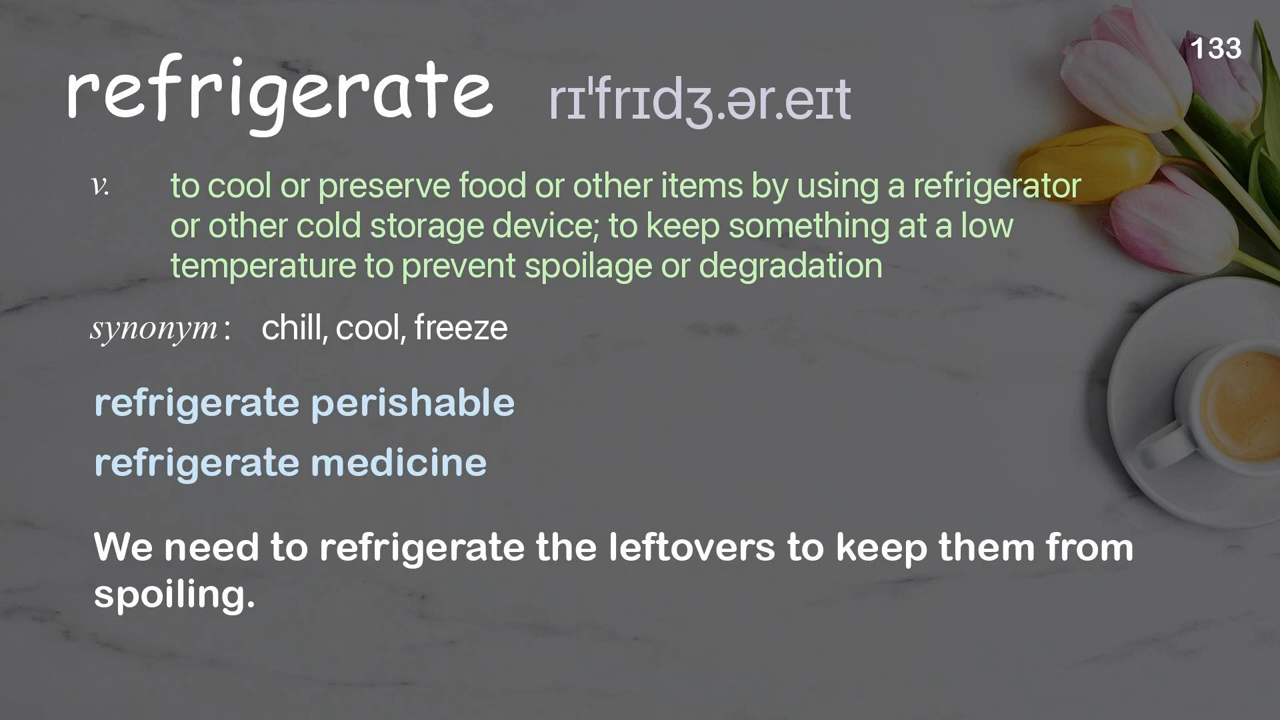 133
refrigerate rɪˈfrɪdʒ.ər.eɪt
v. to cool or preserve food or other items by using a refrigerator
or other cold storage device; to keep something at a low
temperature to prevent spoilage or degradation
synonym: chill, cool, freeze
refrigerate perishable
refrigerate medicine
We need to refrigerate the leftovers to keep them from
spoiling.